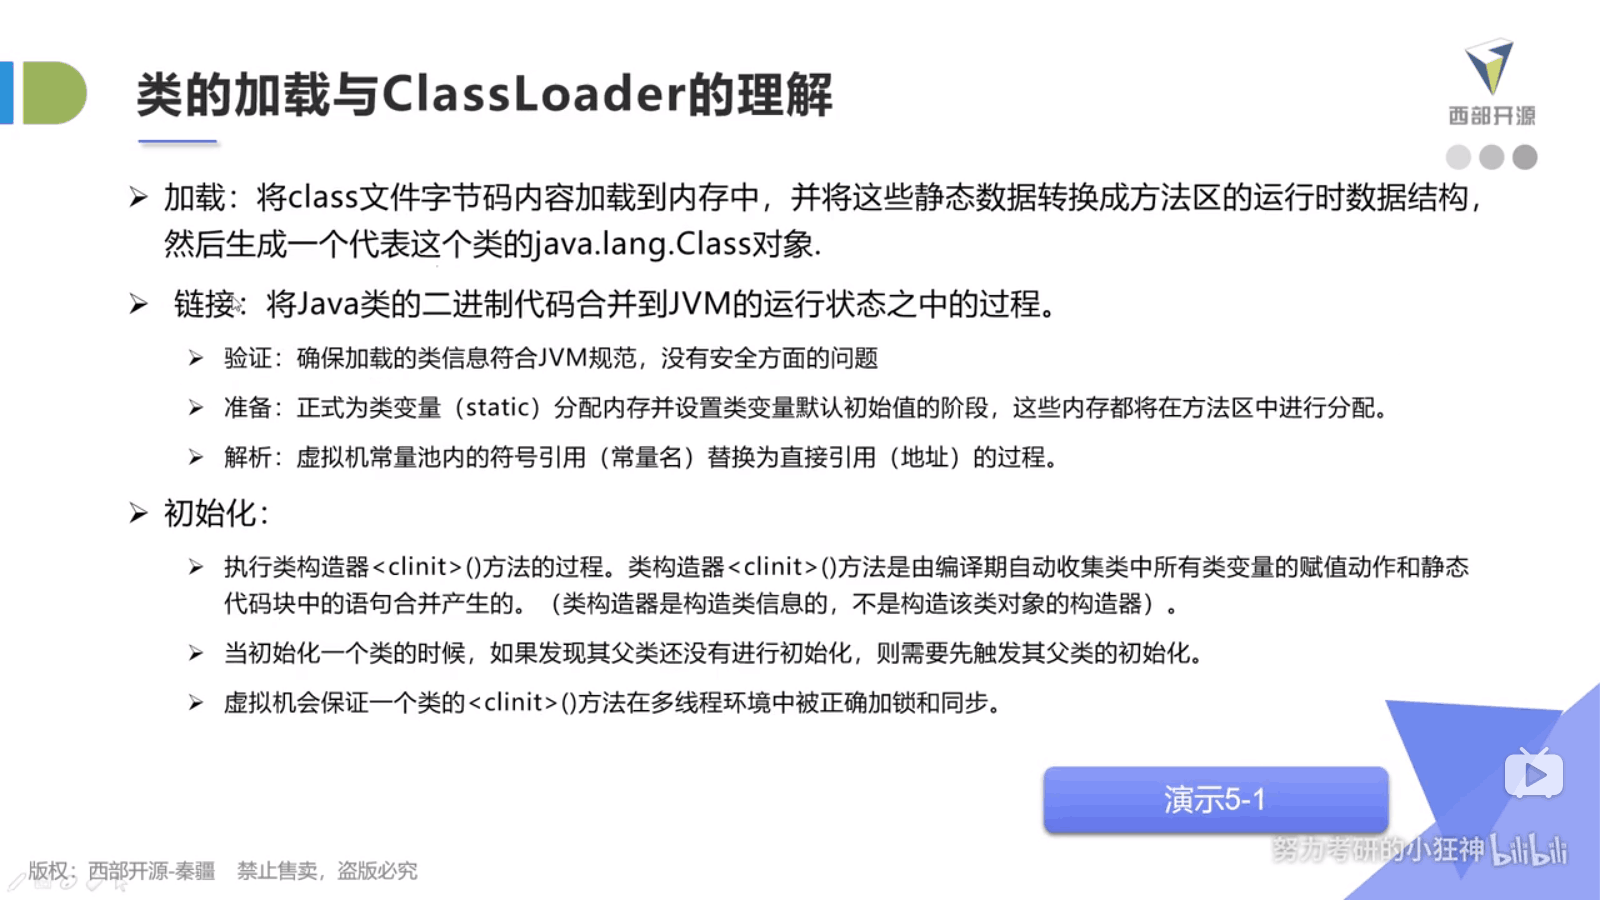 类的加载与ClassLoader的理解
西部开源
加载：将class文件字节码内容加载到内存中，并将这些静态数据转换成方法区的运行时数据结构，
然后生成一个代表这个类的java.lang.Class对象.
链接：将Java类的二进制代码合并到JVM的运行状态之中的过程。
验证：确保加载的类信息符合JVM规范，没有安全方面的问题
准备：正式为类变量（static）分配内存并设置类变量默认初始值的阶段，这些内存都将在方法区中进行分配。
解析：虚拟机常量池内的符号引用（常量名）替换为直接引用（地址）的过程。
初始化：
执行类构造器<clinit>()方法的过程。类构造器<clinit>()方法是由编译期自动收集类中所有类变量的赋值动作和静态
代码块中的语句合并产生的。（类构造器是构造类信息的，不是构造该类对象的构造器）。
当初始化一个类的时候，如果发现其父类还没有进行初始化，则需要先触发其父类的初始化。
虚拟机会保证一个类的<clinit>()方法在多线程环境中被正确加锁和同步。
演示5-1
努力考研的小狂神 bilibili
版权：西部开源-秦疆 禁止售卖，盗版必究